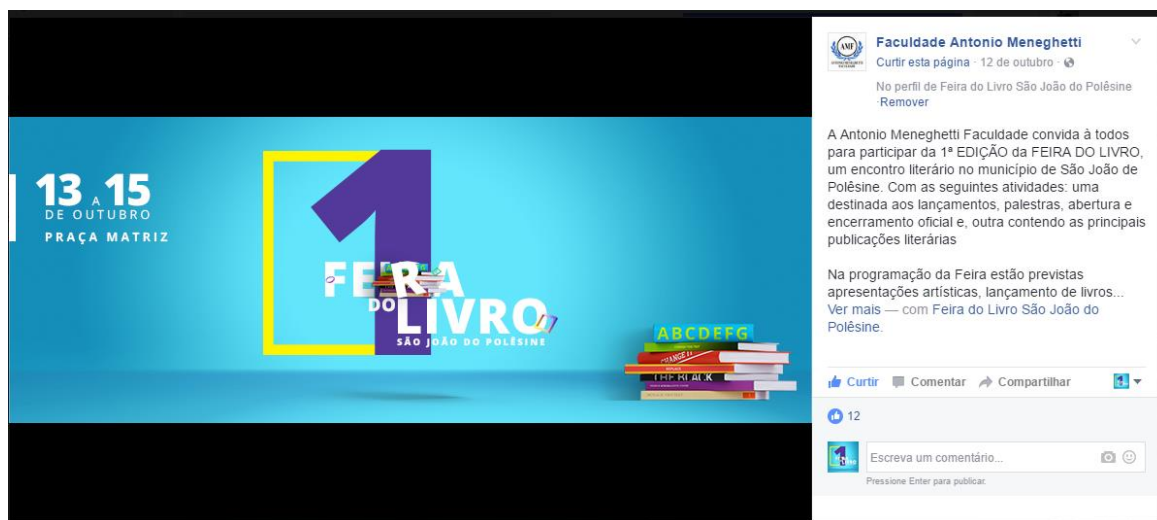 13 A 15
DE OUTUBRO
PRAÇA MATRIZ
1
FEIRA
DO LIVRO
SÃO JOÃO DO POLÊSINE
ABCDEFG
CHANGE IT
THE BLACK
AMF
Faculdade Antonio Meneghetti
Curtir esta página · 12 de outubro ·
No perfil de Feira do Livro São João do Polêsine
·Remover
A Antonio Meneghetti Faculdade convida à todos
para participar da 1ª EDIÇÃO da FEIRA DO LIVRO,
um encontro literário no município de São João de
Polêsine. Com as seguintes atividades: uma
destinada aos lançamentos, palestras, abertura e
encerramento oficial e, outra contendo as principais
publicações literárias
Na programação da Feira estão previstas
apresentações artísticas, lançamento de livros...
Ver mais — com Feira do Livro São João do
Polêsine.
Curtir Comentar Compartilhar
12
Escreva um comentário...
Pressione Enter para publicar.